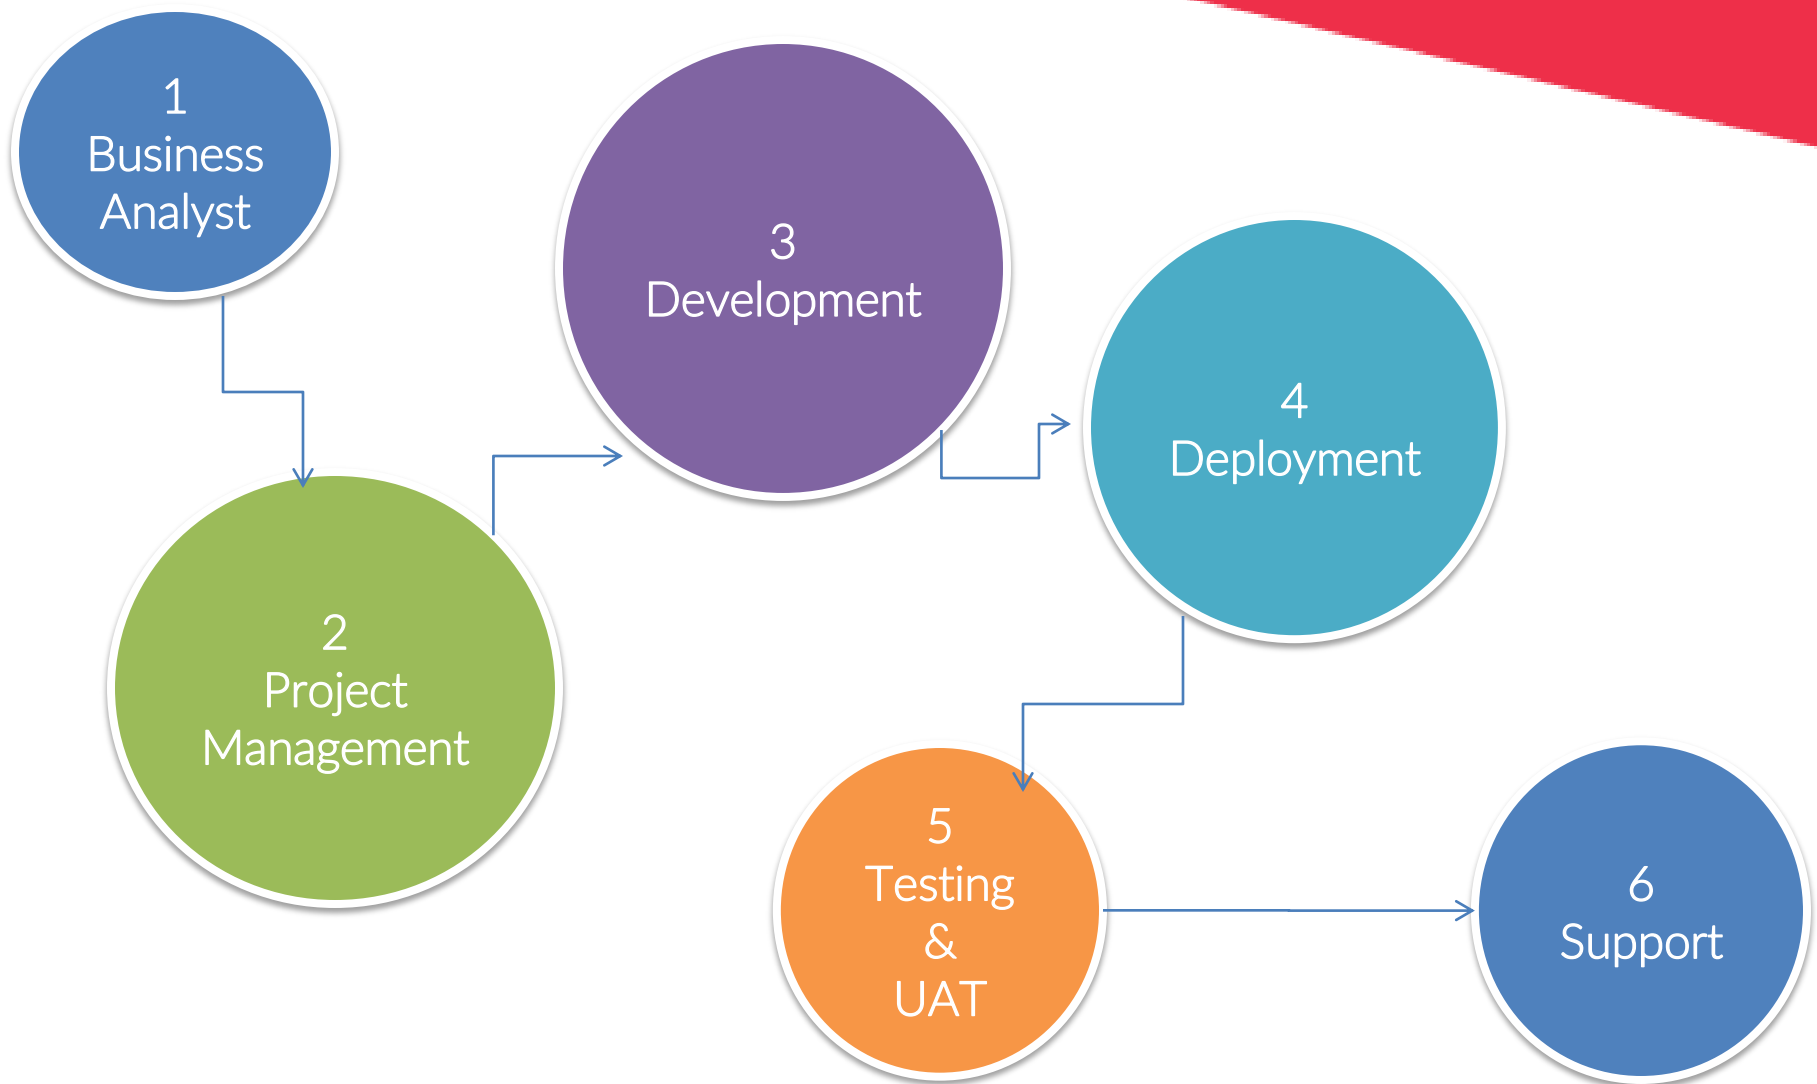 1
Business
Analyst
2
Project
Management
3
Development
4
Deployment
5
Testing
&
UAT
6
Support